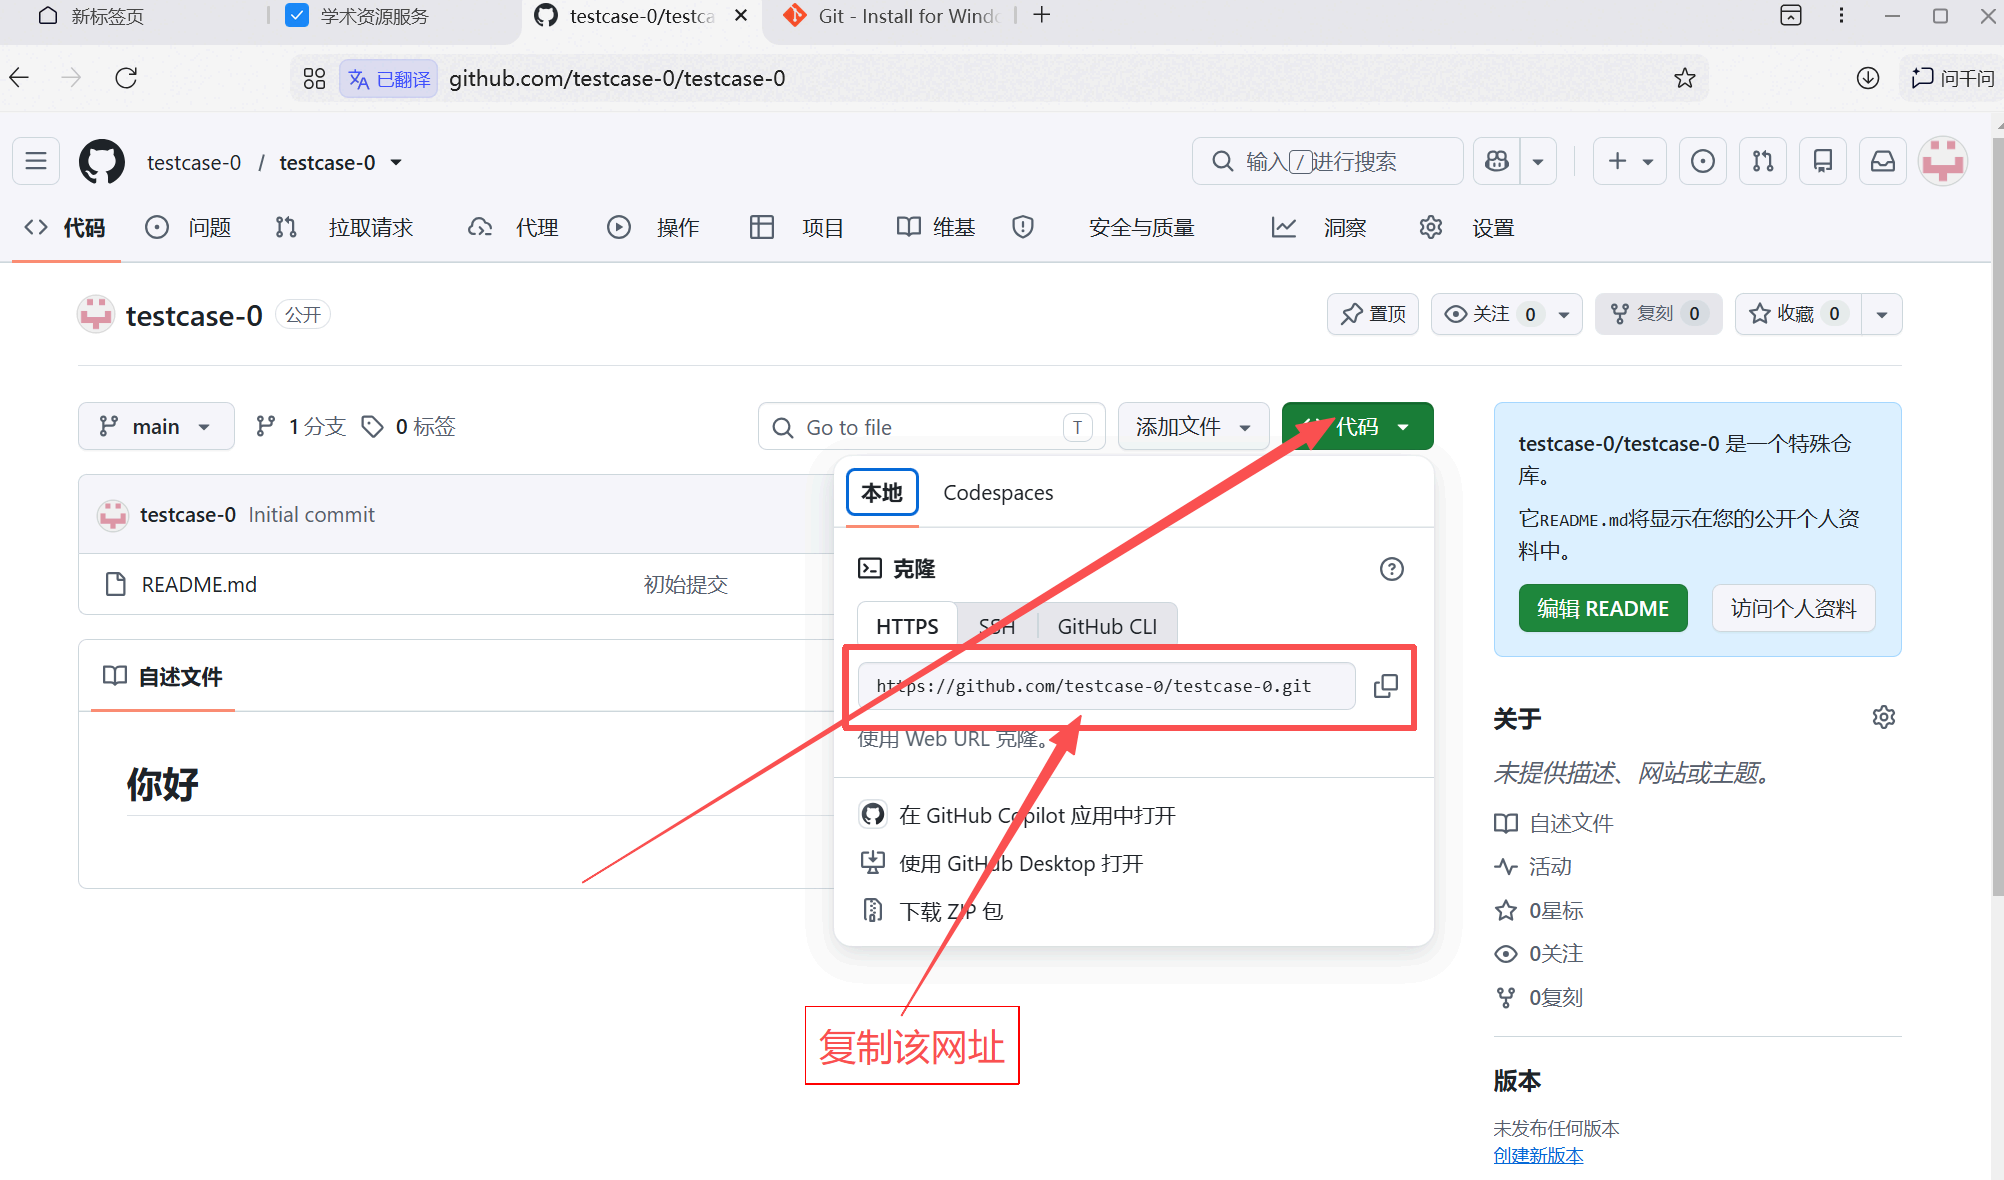 新标签页
学术资源服务
testcase-0/testca
Git - Install for Windo
已翻译
github.com/testcase-0/testcase-0
问千问
testcase-0 / testcase-0
输入 / 进行搜索
代码
问题
拉取请求
代理
操作
项目
维基
安全与质量
洞察
设置
testcase-0
公开
置顶
关注 0
复刻 0
收藏 0
main
1 分支
0 标签
Go to file
T
添加文件
代码
testcase-0 Initial commit
README.md
初始提交
自述文件
你好
本地
Codespaces
克隆
HTTPS
SSH
GitHub CLI
https://github.com/testcase-0/testcase-0.git
使用 Web URL 克隆。
在 GitHub Copilot 应用中打开
使用 GitHub Desktop 打开
下载 ZIP 包
复制该网址
testcase-0/testcase-0 是一个特殊仓
库。
它README.md将显示在您的公开个人资
料中。
编辑 README
访问个人资料
关于
未提供描述、网站或主题。
自述文件
活动
0星标
0关注
0复刻
版本
未发布任何版本
创建新版本